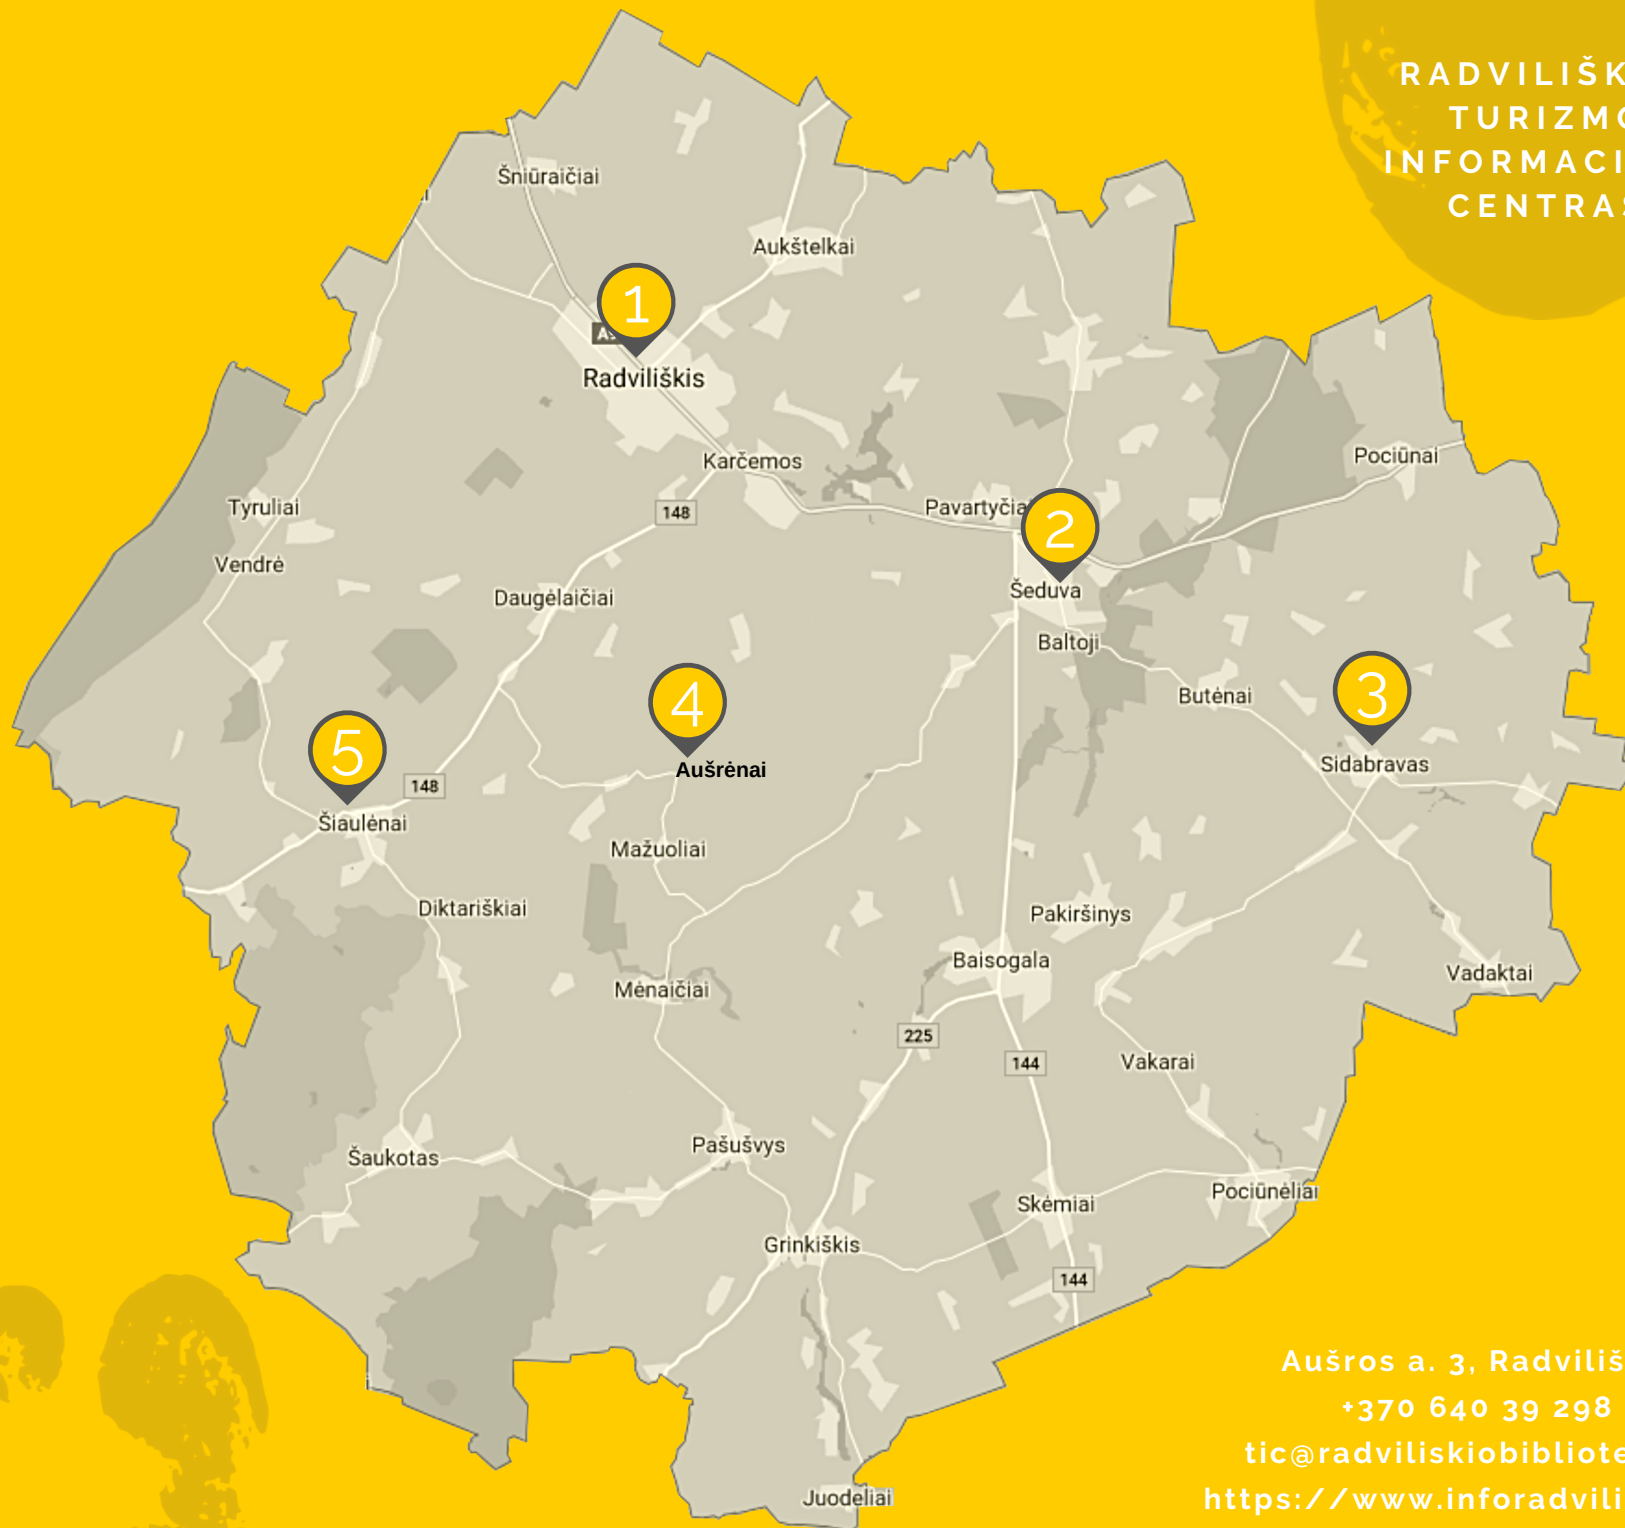 RADVILIŠK
TURIZMO
INFORMACI
CENTRAS
Šniūraičiai
Aukštelkai
1
Radviliškis
Karčemos
Pociūnai
Tyruliai
148
Pavartyčiai
2
Vendrė
Daugėlaičiai
Šeduva
Baltoji
3
Butėnai
4
5
Aušrėnai
Sidabravas
148
Šiaulėnai
Mažuoliai
Diktariškiai
Pakiršinys
Baisogala
Vadaktai
Mėnaičiai
225
144
Vakarai
Pašušvys
Šaukotas
Skėmiai
Pociūnėliai
Grinkiškis
144
Juodeliai
Aušros a. 3, Radviliš
+370 640 39 298
tic@radviliskiobibliote
https://www.inforadvili